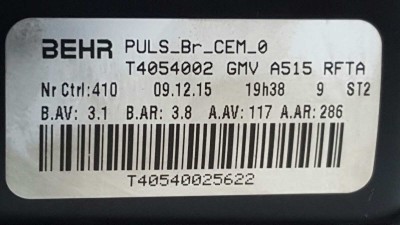 BEHR PULS_Br_CEM_0
T4054002 GMV A515 RFTA
Nr Ctrl:410 09.12.15 19h38 9 ST2
B.AV: 3.1 B.AR: 3.8 A.AV: 117 A.AR: 286
T40540025622